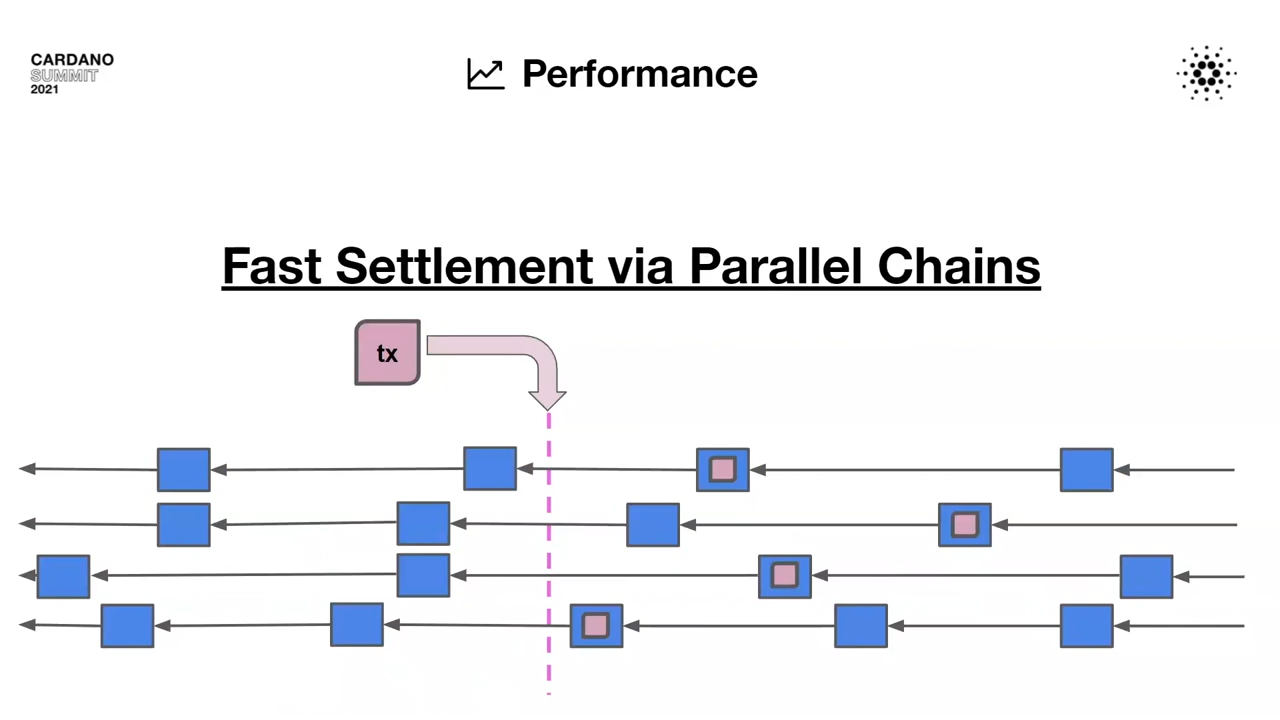 CARDANO
SUMMIT
2021
Performance
Fast Settlement via Parallel Chains
tx